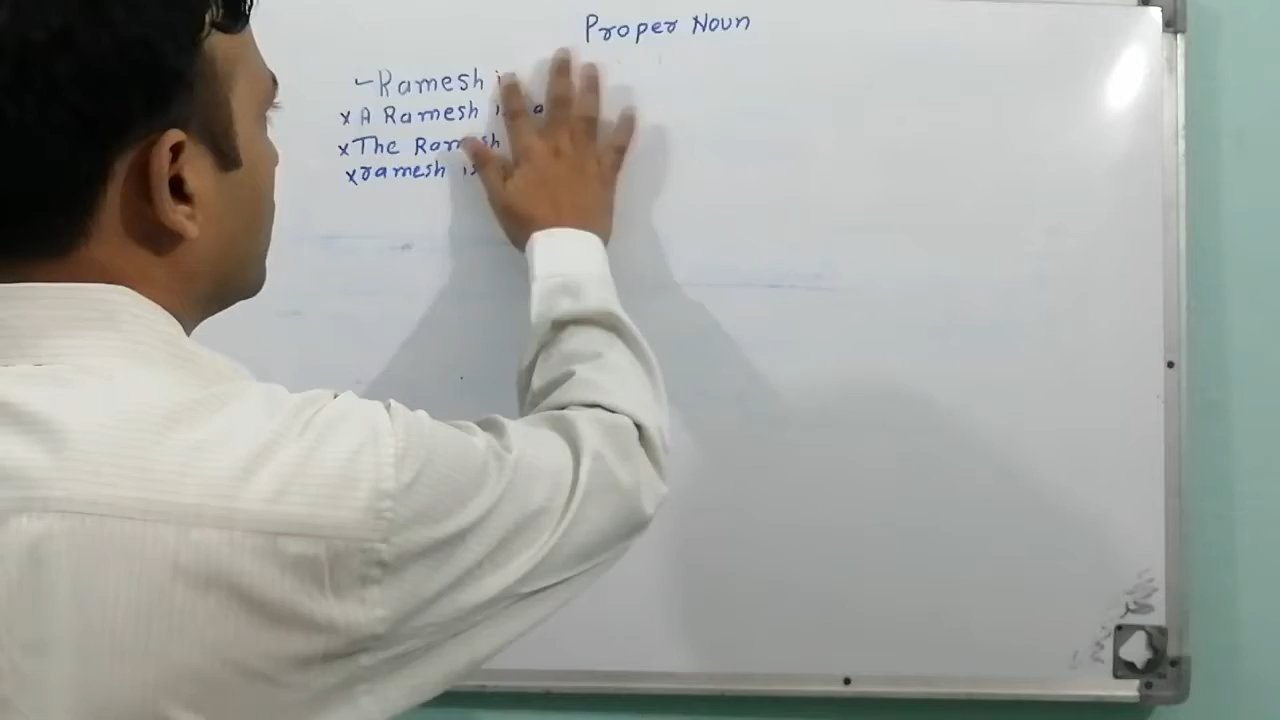 Proper Noun
-Ramesh
x A Ramesh
x The Ramesh
x ramesh is